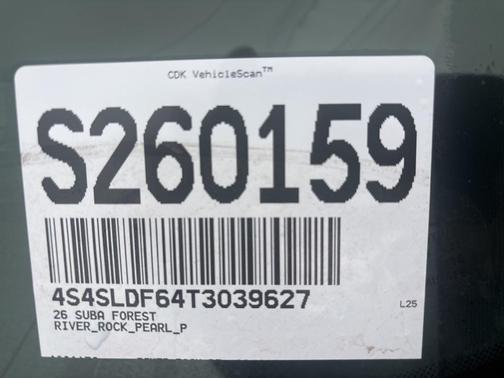 CDK VehicleScan™
S260159
4S4SLDF64T3039627
L25
26 SUBA FOREST
RIVER_ROCK_PEARL_P